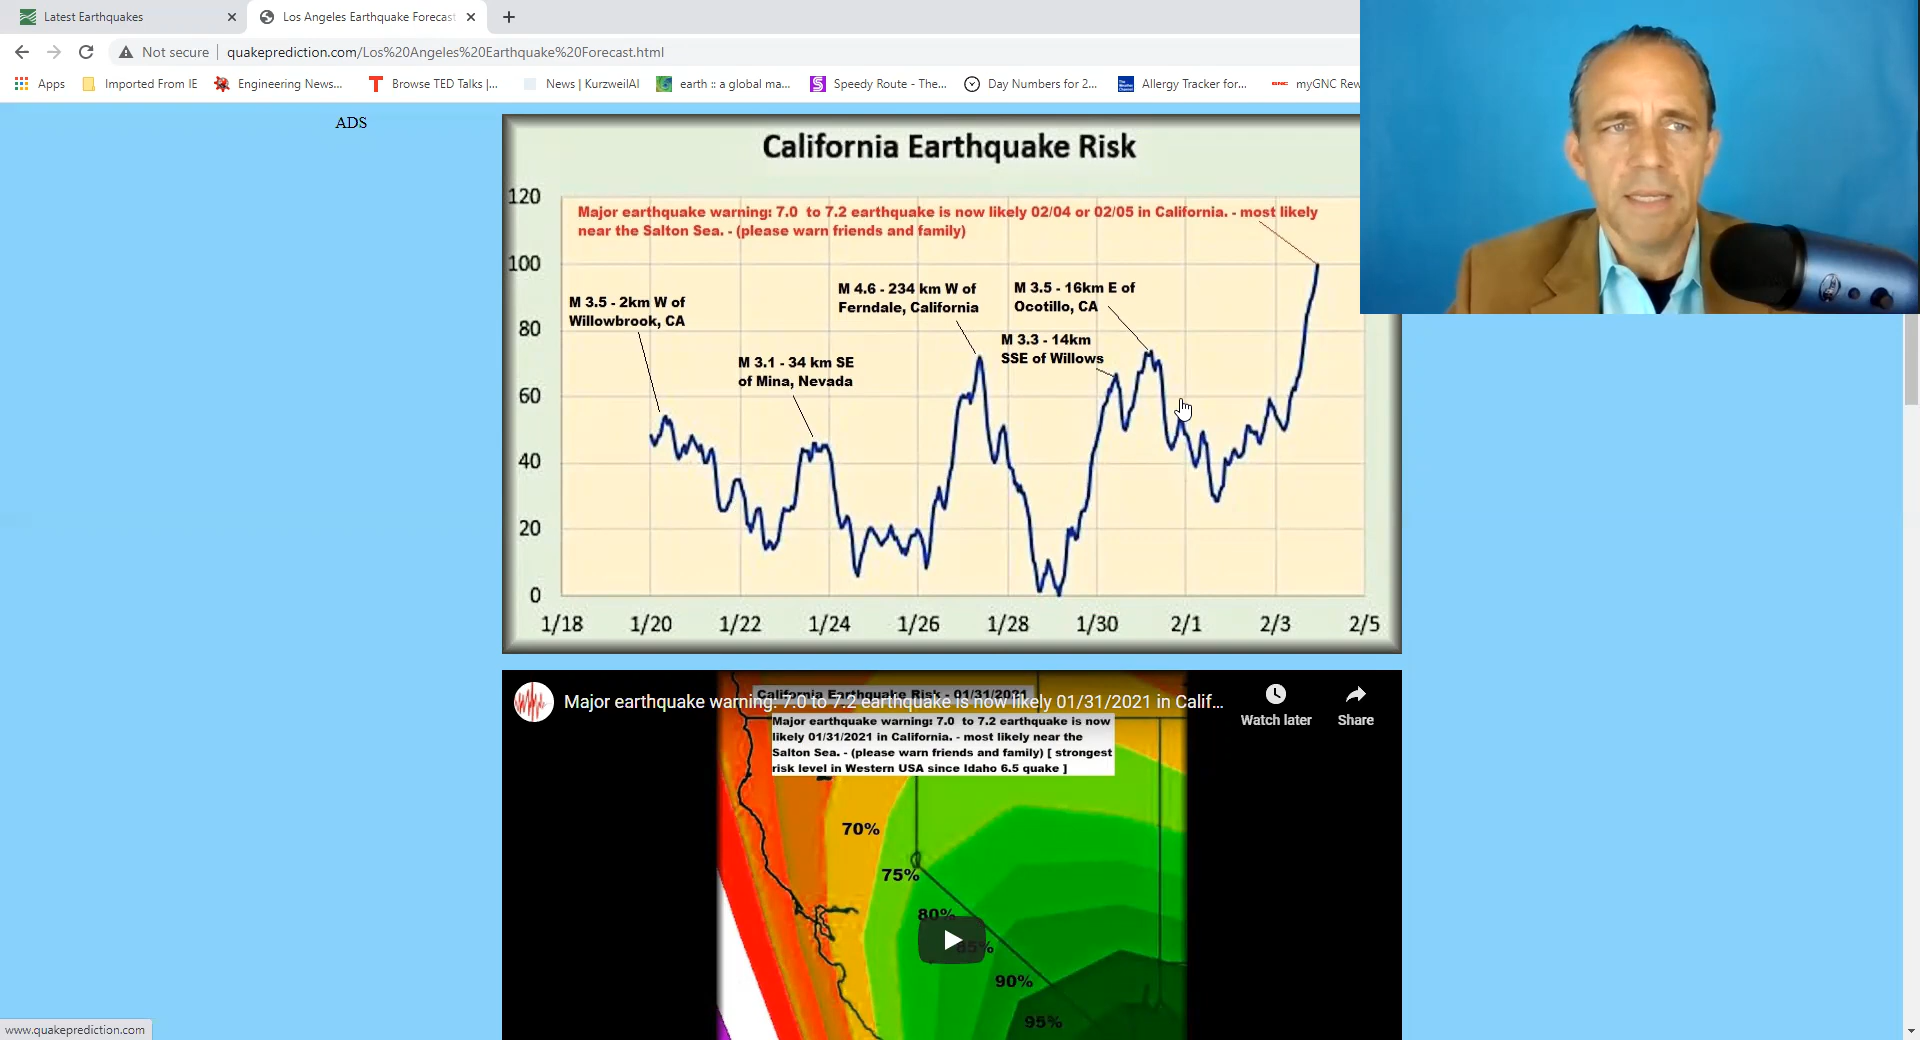 Latest Earthquakes
Los Angeles Earthquake Forecast
Not secure
quakeprediction.com/Los%20Angeles%20Earthquake%20Forecast.html
Apps
Imported From IE
Engineering News...
Browse TED Talks |...
News | KurzweilAI
earth :: a global ma...
Speedy Route - The...
Day Numbers for 2...
Allergy Tracker for...
GNC
myGNC Rew
ADS
California Earthquake Risk
120
100
80
60
40
20
0
Major earthquake warning: 7.0 to 7.2 earthquake is now likely 02/04 or 02/05 in California. - most likely
near the Salton Sea. - (please warn friends and family)
M 3.5 - 2km W of
Willowbrook, CA
M 3.1 - 34 km SE
of Mina, Nevada
M 4.6 - 234 km W of
Ferndale, California
M 3.5 - 16km E of
Ocotillo, CA
M 3.3 - 14km
SSE of Willows
1/18 1/20 1/22 1/24 1/26 1/28 1/30 2/1 2/3 2/5
California Earthquake Risk - 01/31/2021
Major earthquake warning: 7.0 to 7.2 earthquake is now likely 01/31/2021 in Calif...
Watch later
Share
Major earthquake warning: 7.0 to 7.2 earthquake is now
likely 01/31/2021 in California. - most likely near the
Salton Sea. - (please warn friends and family) [ strongest
risk level in Western USA since Idaho 6.5 quake ]
70%
75%
80%
85%
90%
95%
www.quakeprediction.com